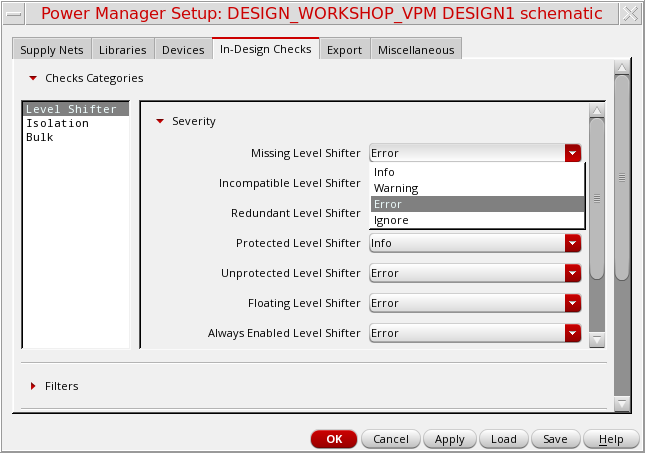 Power Manager Setup: DESIGN_WORKSHOP_VPM DESIGN1 schematic
Supply Nets Libraries Devices In-Design Checks Export Miscellaneous
Checks Categories
Level Shifter
Isolation
Bulk
Severity
Missing Level Shifter Error
Info
Warning
Error
Ignore
Incompatible Level Shifter
Redundant Level Shifter
Protected Level Shifter Info
Unprotected Level Shifter Error
Floating Level Shifter Error
Always Enabled Level Shifter Error
Filters
OK Cancel Apply Load Save Help